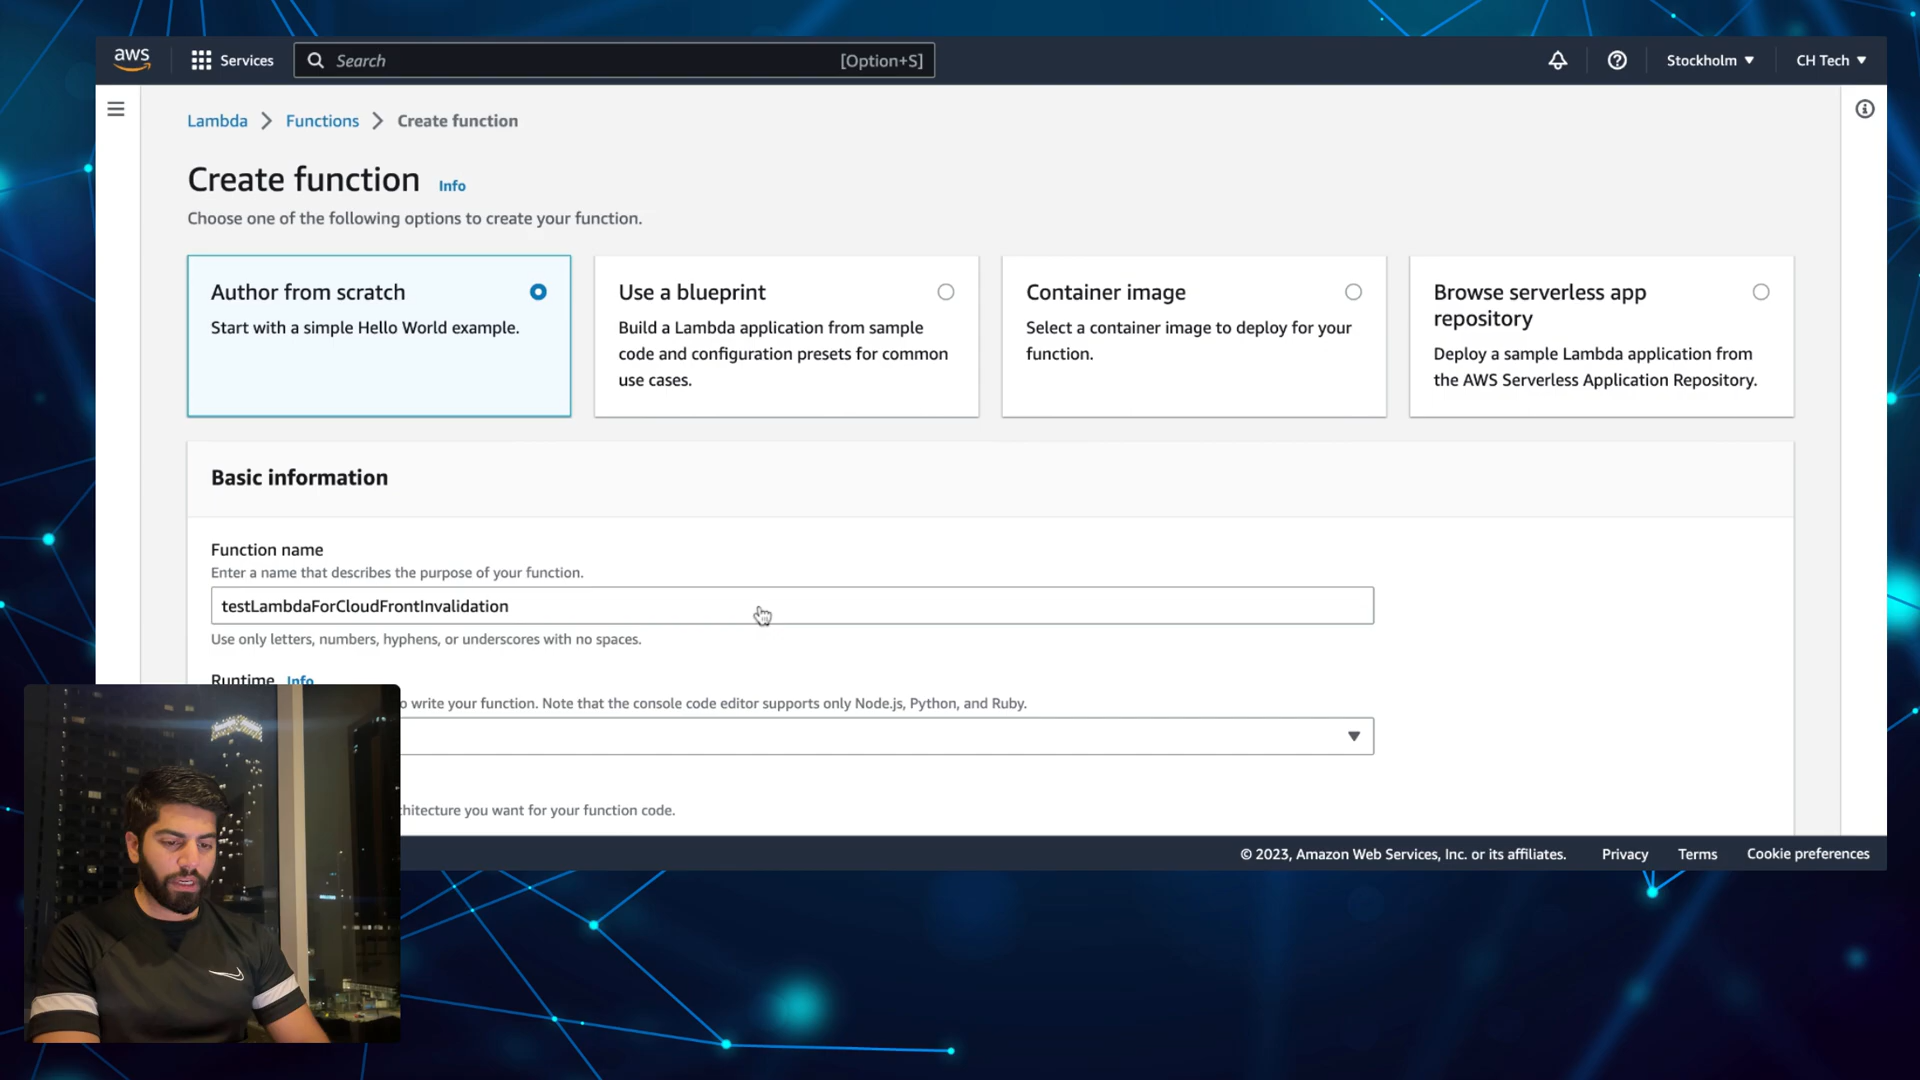 aws
Services
Search
[Option+S]
Stockholm
CH Tech
Lambda
Functions
Create function
Create function
Info
Choose one of the following options to create your function.
Author from scratch
Start with a simple Hello World example.
Use a blueprint
Build a Lambda application from sample
code and configuration presets for common
use cases.
Container image
Select a container image to deploy for your
function.
Browse serverless app
repository
Deploy a sample Lambda application from
the AWS Serverless Application Repository.
Basic information
Function name
Enter a name that describes the purpose of your function.
testLambdaForCloudFrontInvalidation
Use only letters, numbers, hyphens, or underscores with no spaces.
Runtime Info
write your function. Note that the console code editor supports only Node.js, Python, and Ruby.
you want for your function code.
© 2023, Amazon Web Services, Inc. or its affiliates.
Privacy
Terms
Cookie preferences